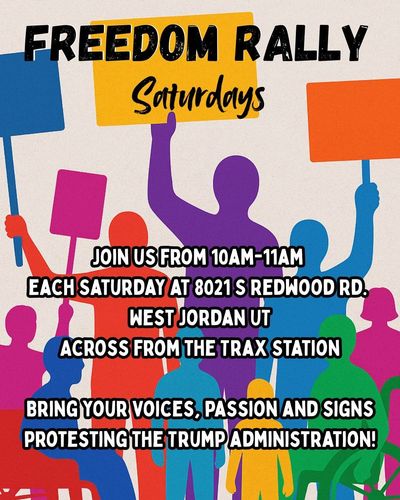 FREEDOM RALLY
Saturdays
JOIN US FROM 10AM-11AM
EACH SATURDAY AT 8021 S REDWOOD RD.
WEST JORDAN UT
ACROSS FROM THE TRAX STATION
BRING YOUR VOICES, PASSION AND SIGNS
PROTESTING THE TRUMP ADMINISTRATION!